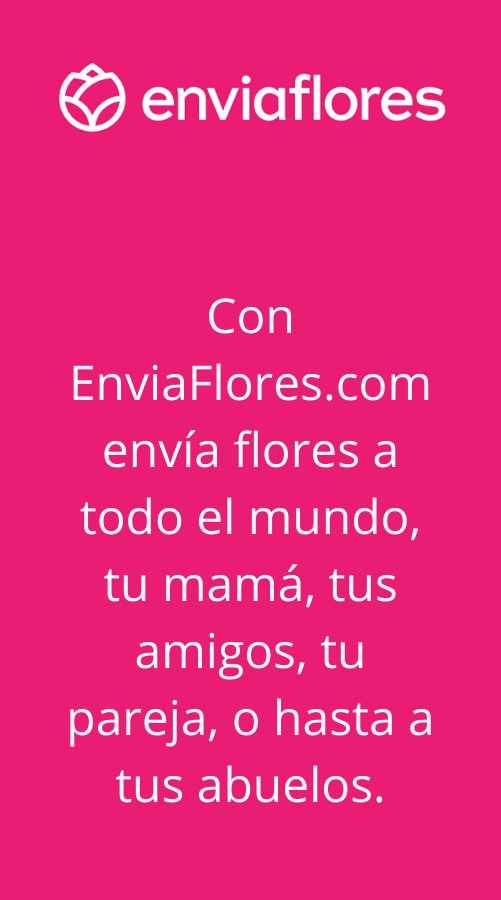 enviaflores
Con
EnviaFlores.com
envía flores a
todo el mundo,
tu mamá, tus
amigos, tu
pareja, o hasta a
tus abuelos.